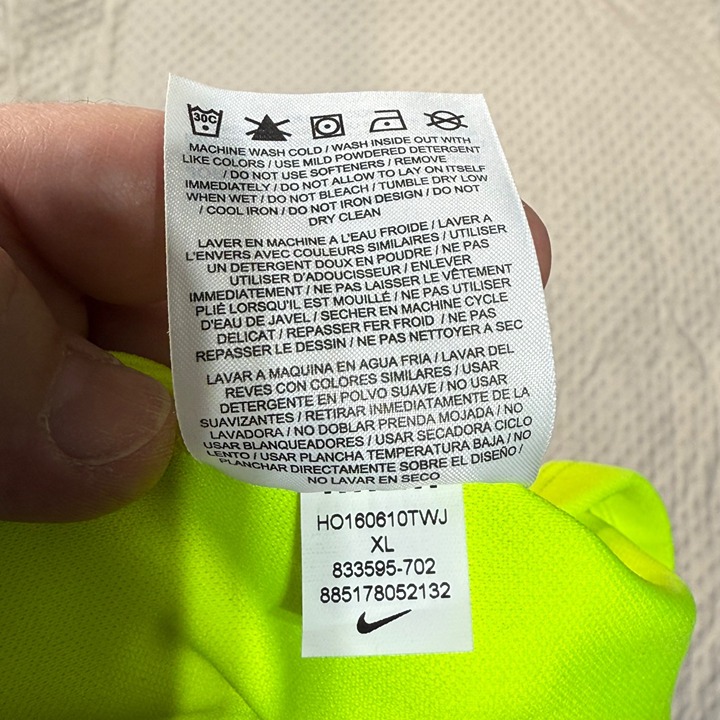 30C
MACHINE WASH COLD / WASH INSIDE OUT WITH
LIKE COLORS / USE MILD POWDERED DETERGENT
/ DO NOT USE SOFTENERS / REMOVE
IMMEDIATELY / DO NOT ALLOW TO LAY ON ITSELF
WHEN WET / DO NOT BLEACH / TUMBLE DRY LOW
/ COOL IRON / DO NOT IRON DESIGN / DO NOT
DRY CLEAN
LAVER EN MACHINE A L'EAU FROIDE / LAVER A
L'ENVERS AVEC COULEURS SIMILAIRES / UTILISER
UN DETERGENT DOUX EN POUDRE / NE PAS
UTILISER D'ADOUCISSEUR / ENLEVER
IMMEDIATEMENT / NE PAS LAISSER LE VÊTEMENT
PLIÉ LORSQU'IL EST MOUILLÉ / NE PAS UTILISER
D'EAU DE JAVEL / SECHER EN MACHINE CYCLE
DELICAT / REPASSER FER FROID / NE PAS
REPASSER LE DESSIN / NE PAS NETTOYER A SEC
LAVAR A MAQUINA EN AGUA FRIA / LAVAR DEL
REVES CON COLORES SIMILARES / USAR
DETERGENTE EN POLVO SUAVE / NO USAR
SUAVIZANTES / RETIRAR INMEDIATAMENTE DE LA
LAVADORA / NO DOBLAR PRENDA MOJADA / NO
USAR BLANQUEADORES / USAR SECADORA CICLO
LENTO / USAR PLANCHA TEMPERATURA BAJA / NO
PLANCHAR DIRECTAMENTE SOBRE EL DISEÑO /
NO LAVAR EN SECO
HO160610TWJ
XL
833595-702
885178052132